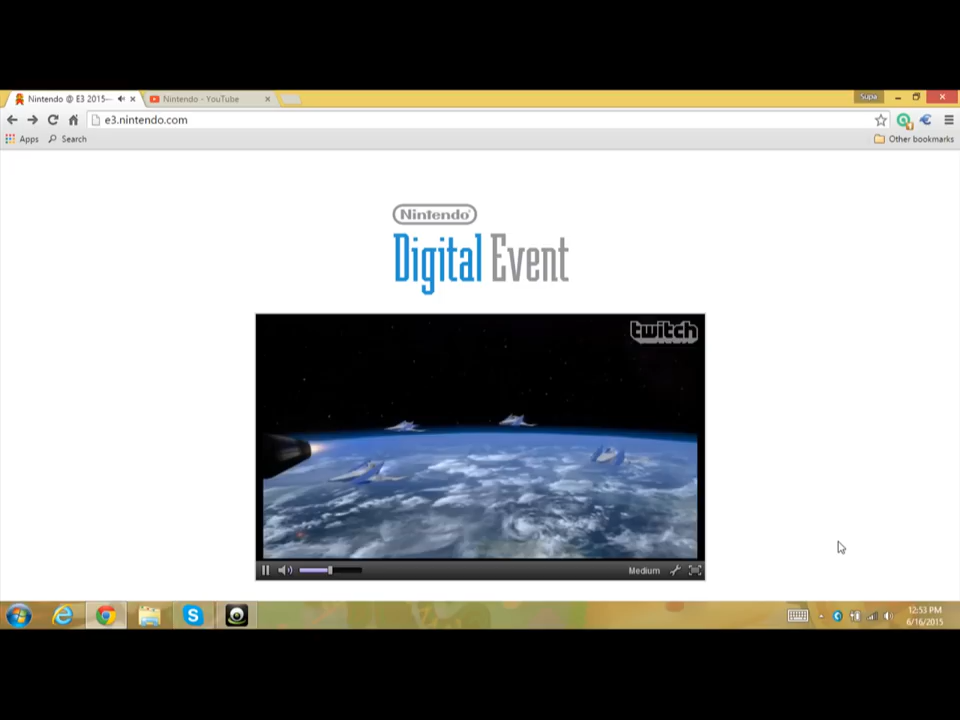 Nintendo @ E3 2015—
Nintendo - YouTube
Supa
e3.nintendo.com
Apps
Search
Other bookmarks
Nintendo
Digital Event
twitch
Medium
12:53 PM
6/16/2015